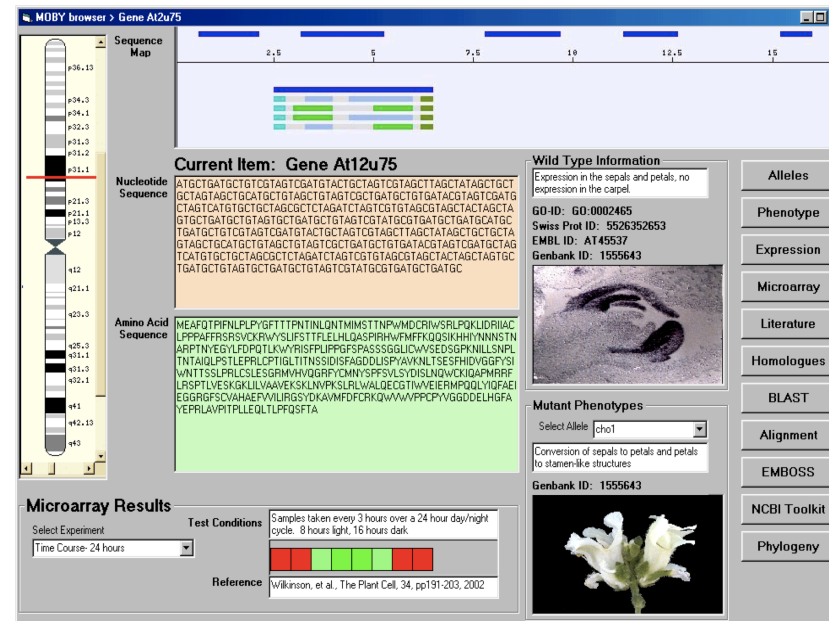 MOBY browser > Gene At2u75
Sequence Map
2.5 5 7.5 10 12.5 15
p36.13
p34.3
p34.1
p32.3
p31.3
p31.2
p31.1
p21.3
p21.1
p13.3
p12
q12
q21.1
q23.3
q25.3
q31.1
q31.3
q32.1
q41
q42.13
q43
Current Item: Gene At12u75
Nucleotide Sequence
ATGCTGATGCTGTCGTAGTCGATGTACTGCTAGTCGTAGCTTAGCTATAGCTGCT
GCTAGTAGCTGCATGCTGTAGCTGTAGTCGCTGATGCTGTGATACGTAGTCGATG
CTAGTCATGTGCTGCTAGCGCTCTAGATCTAGTCGTGTAGCGTAGCTACTAGCTA
GTGCTGATGCTGTAGTGCTGATGCTGTAGTCGTATGCGTGATGCTGATGCATGC
TGATGCTGTCGTAGTCGATGTACTGCTAGTCGTAGCTTAGCTATAGCTGCTGCTA
GTAGCTGCATGCTGTAGCTGTAGTCGCTGATGCTGTGATACGTAGTCGATGCTAG
TCATGTGCTGCTAGCGCTCTAGATCTAGTCGTGTAGCGTAGCTACTAGCTAGTGC
TGATGCTGTAGTGCTGATGCTGTAGTCGTATGCGTGATGCTGATGC
Amino Acid Sequence
MEAFQTPIFNLPLPYGFTTTPNTINLQNTMIMSTTNPWMDCRIWSRLPQKLIDRIIAC
LPPPAFFRSRSVCKRWYSLIFSTTFLELHLQASPIRHWFMFFKQQSIKHHIYNNNSTN
ARPTNYEGYLFDPQTLKWYRISFPLIPPGFSPASSSGGLICWVSEDSGPKNILLSNPL
TNTAIQLPSTLEPRLCPTIGLTITNSSIDISFAGDDLISPYAVKNLTSESFHIDVGGFYSI
WNTTSSLPRLCSLESGRMVHVQGRFYCMNYSPFSVLSYDISLNQWCKIQAPMRRF
LRSPTLVESKGKLILVAAVEKSKLNVPKSLRLWALQECGTIWVEIERMPQQLYIQFAEI
EGGRGFSCVAHAEFVVILIRGSYDKAVMFDFCRKQWVWVPPCPYVGGDDELHGFA
YEPRLAVPITPLLEQLTLPFQSFTA
Wild Type Information
Expression in the sepals and petals, no
expression in the carpel.
GO-ID: GO:0002465
Swiss Prot ID: 5526352653
EMBL ID: AT45537
Genbank ID: 1555643
Mutant Phenotypes
Select Allele cho1
Conversion of sepals to petals and petals
to stamen-like structures
Genbank ID: 1555643
Alleles
Phenotype
Expression
Microarray
Literature
Homologues
BLAST
Alignment
EMBOSS
NCBI Toolkit
Phylogeny
Microarray Results
Select Experiment
Time Course- 24 hours
Test Conditions
Samples taken every 3 hours over a 24 hour day/night
cycle. 8 hours light, 16 hours dark
Reference
Wilkinson, et al., The Plant Cell, 34, pp191-203, 2002